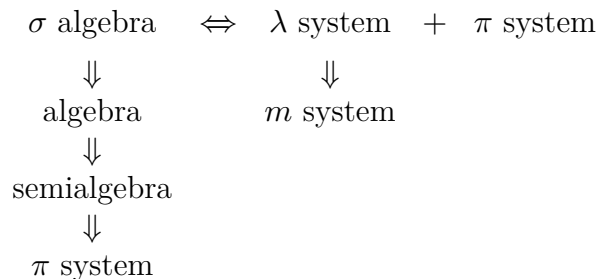 σ algebra ⇔ λ system + π system
⇓ ⇓
algebra m system
⇓
semialgebra
⇓
π system